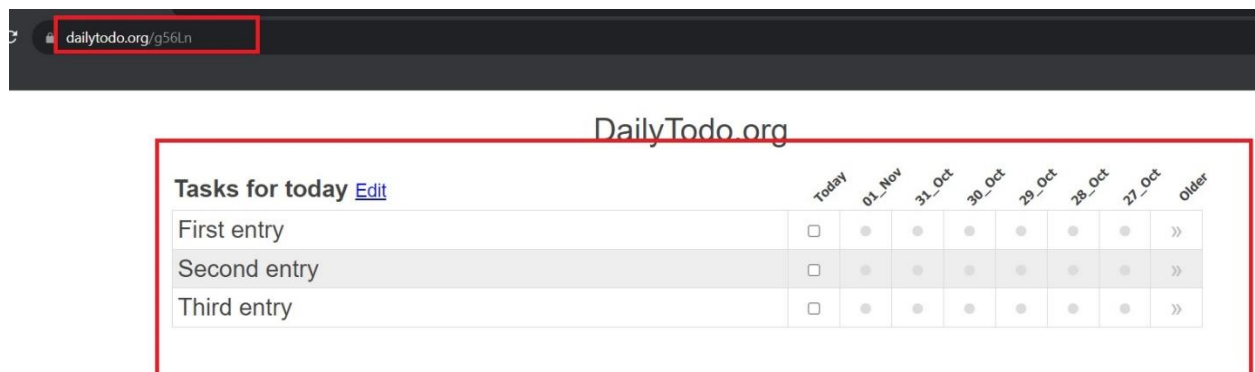 dailytodo.org/g56Ln
DailyTodo.org
Tasks for today Edit Today 01_Nov 31_Oct 30_Oct 29_Oct 28_Oct 27_Oct Older
First entry »
Second entry »
Third entry »